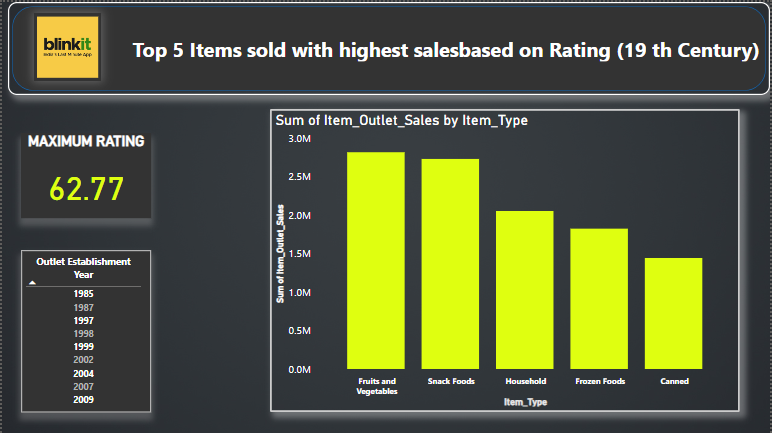 blinkit
India's Last Minute App
Top 5 Items sold with highest salesbased on Rating (19 th Century)
MAXIMUM RATING
62.77
Outlet Establishment
Year
1985
1987
1997
1998
1999
2002
2004
2007
2009
Sum of Item_Outlet_Sales by Item_Type
Sum of Item_Outlet_Sales
3.0M
2.5M
2.0M
1.5M
1.0M
0.5M
0.0M
Fruits and
Vegetables
Snack Foods
Household
Frozen Foods
Canned
Item_Type